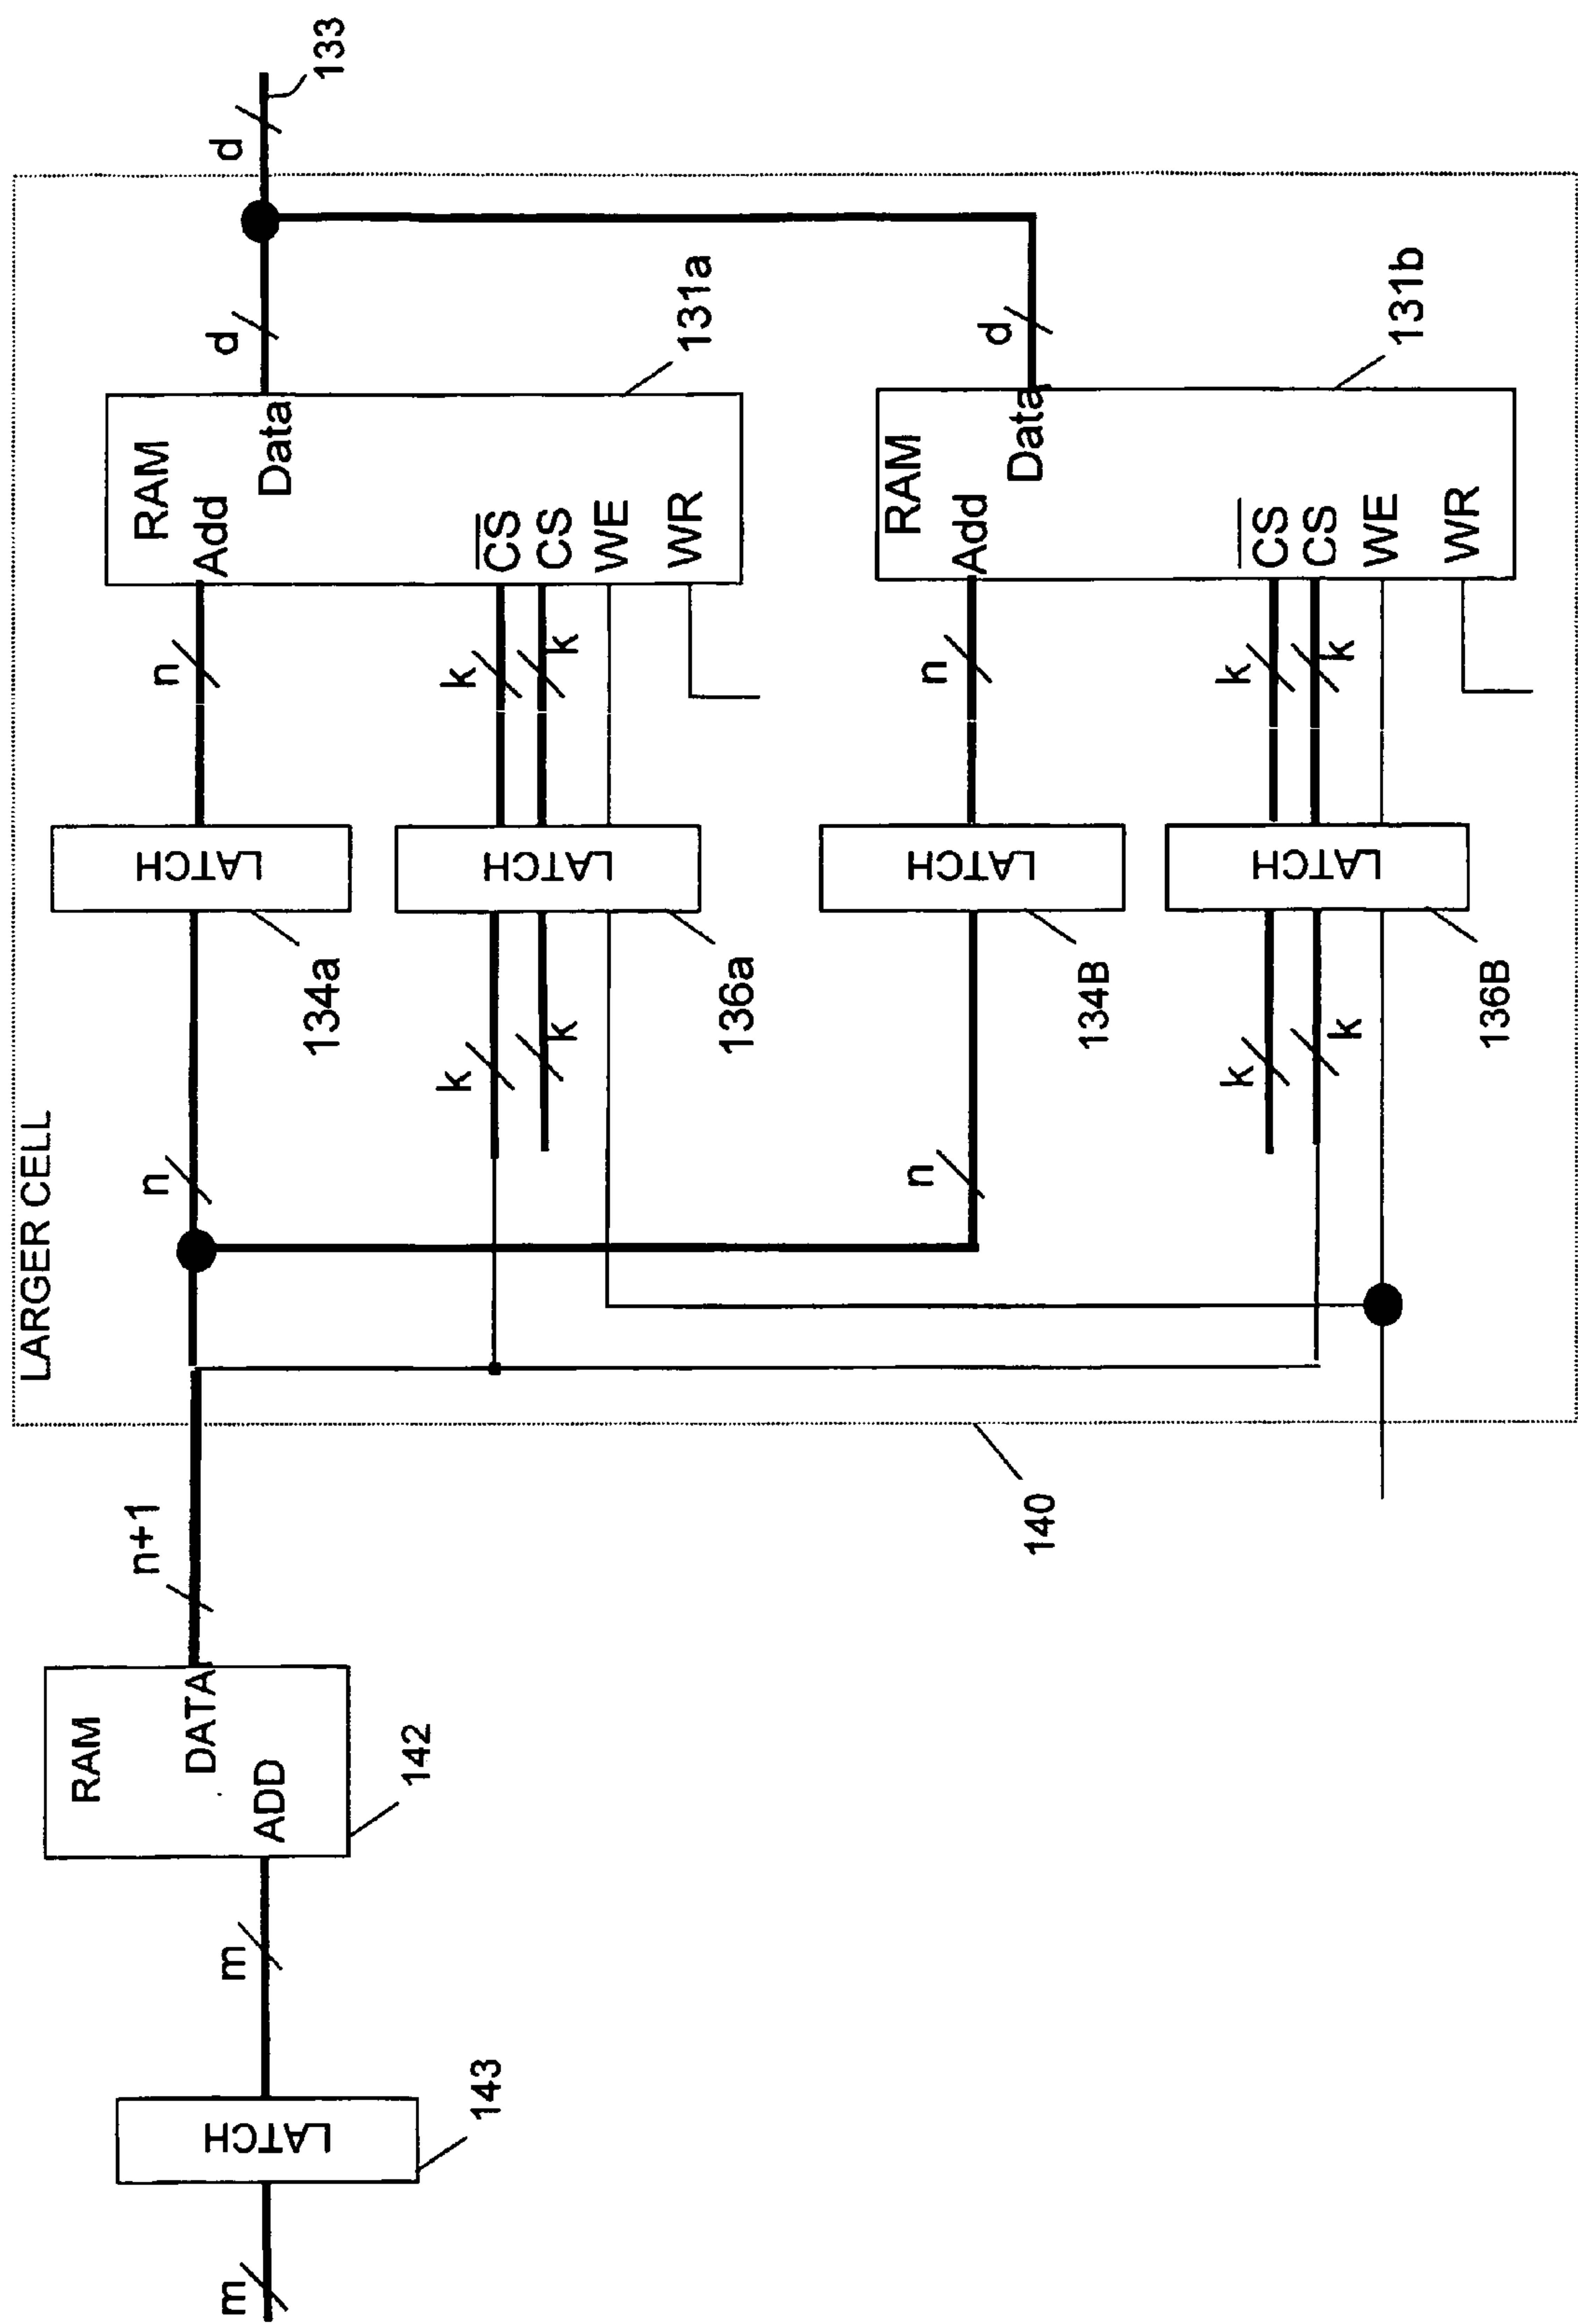 LARGER CELL
m
LATCH
143
m
RAM
DATA
ADD
142
n+1
140
n
LATCH
134a
n
RAM
Add
Data
CS
CS
WE
WR
131a
d
d
133
k
k
LATCH
136a
k
k
n
LATCH
134B
n
RAM
Add
Data
CS
CS
WE
WR
131b
d
k
k
LATCH
136B
k
k